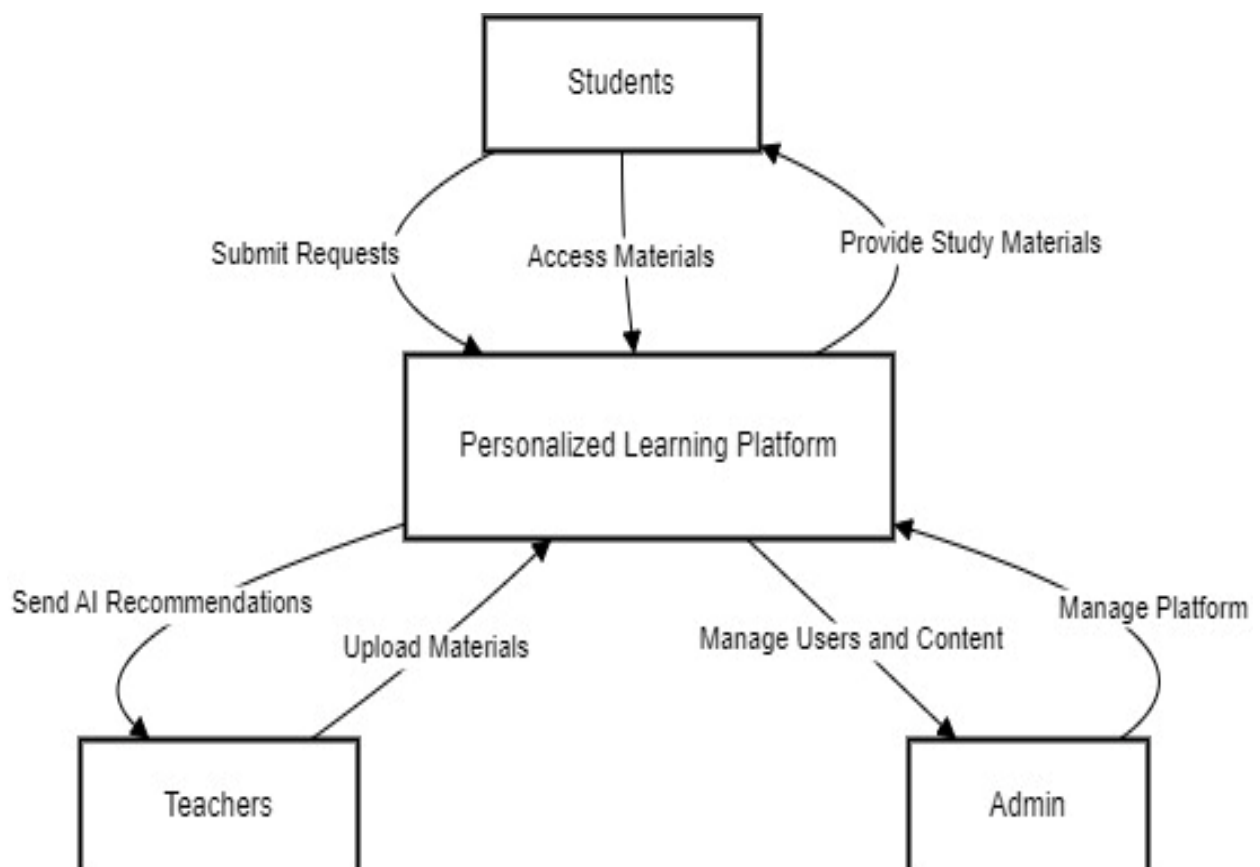 Students
Submit Requests
Access Materials
Provide Study Materials
Personalized Learning Platform
Send AI Recommendations
Upload Materials
Manage Users and Content
Manage Platform
Teachers
Admin